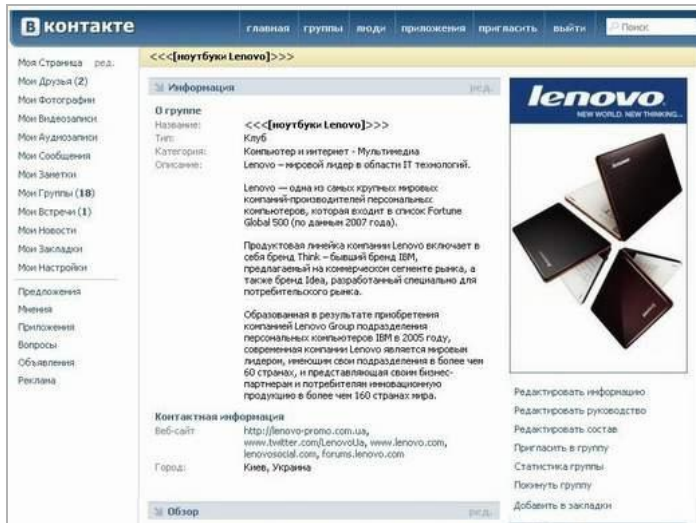 В контакте
главная группы люди приложения пригласить выйти Поиск
<<<[ноутбуки Lenovo]>>>
Моя Страница ред.
Мои Друзья (2)
Мои Фотографии
Мои Видеозаписи
Мои Аудиозаписи
Мои Сообщения
Мои Заметки
Мои Группы (18)
Мои Встречи (1)
Мои Новости
Мои Закладки
Мои Настройки
Предложения
Мнения
Приложения
Вопросы
Объявления
Реклама
Информация ред.
О группе
Название: <<<[ноутбуки Lenovo]>>>
Тип: Клуб
Категория: Компьютер и интернет - Мультимедиа
Описание: Lenovo – мировой лидер в области IT технологий.
Lenovo — одна из самых крупных мировых
компаний-производителей персональных
компьютеров, которая входит в список Fortune
Global 500 (по данным 2007 года).
Продуктовая линейка компании Lenovo включает в
себя бренд Think – бывший бренд IBM,
предлагаемый на коммерческом сегменте рынка, а
также бренд Idea, разработанный специально для
потребительского рынка.
Образованная в результате приобретения
компанией Lenovo Group подразделения
персональных компьютеров IBM в 2005 году,
современная компания Lenovo является мировым
лидером, имеющим свои подразделения в более чем
60 странах, и представляющая своим бизнес-
партнерам и потребителям инновационную
продукцию в более чем 160 странах мира.
Контактная информация
Веб-сайт: http://lenovo-promo.com.ua,
www.twitter.com/LenovoUa, www.lenovo.com,
lenovosocial.com, forums.lenovo.com
Город: Киев, Украина
Обзор ред.
lenovo
NEW WORLD. NEW THINKING...
Редактировать информацию
Редактировать руководство
Редактировать состав
Пригласить в группу
Статистика группы
Покинуть группу
Добавить в закладки